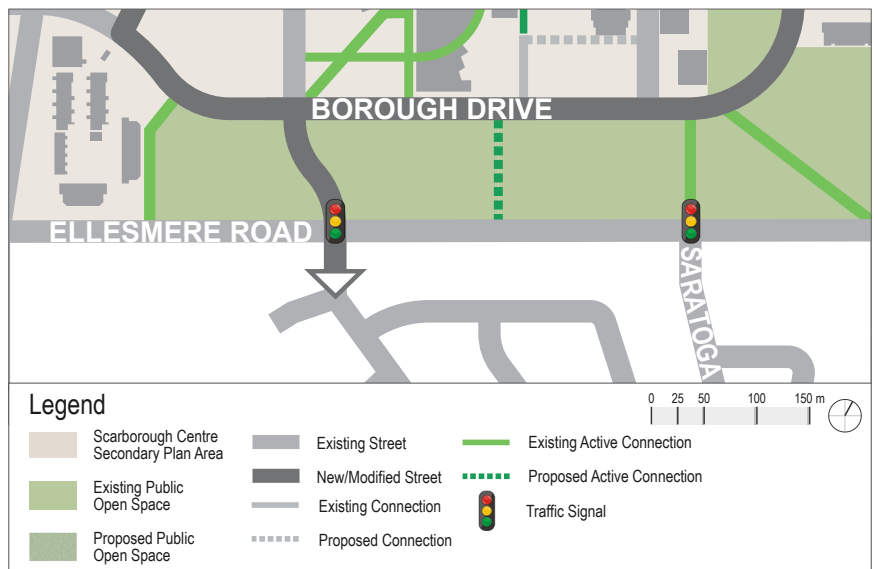 BOROUGH DRIVE
ELLESMERE ROAD
SARATOGA
Legend
0 25 50 100 150 m
Scarborough Centre
Secondary Plan Area
Existing Public
Open Space
Proposed Public
Open Space
Existing Street
New/Modified Street
Existing Connection
Proposed Connection
Existing Active Connection
Proposed Active Connection
Traffic Signal